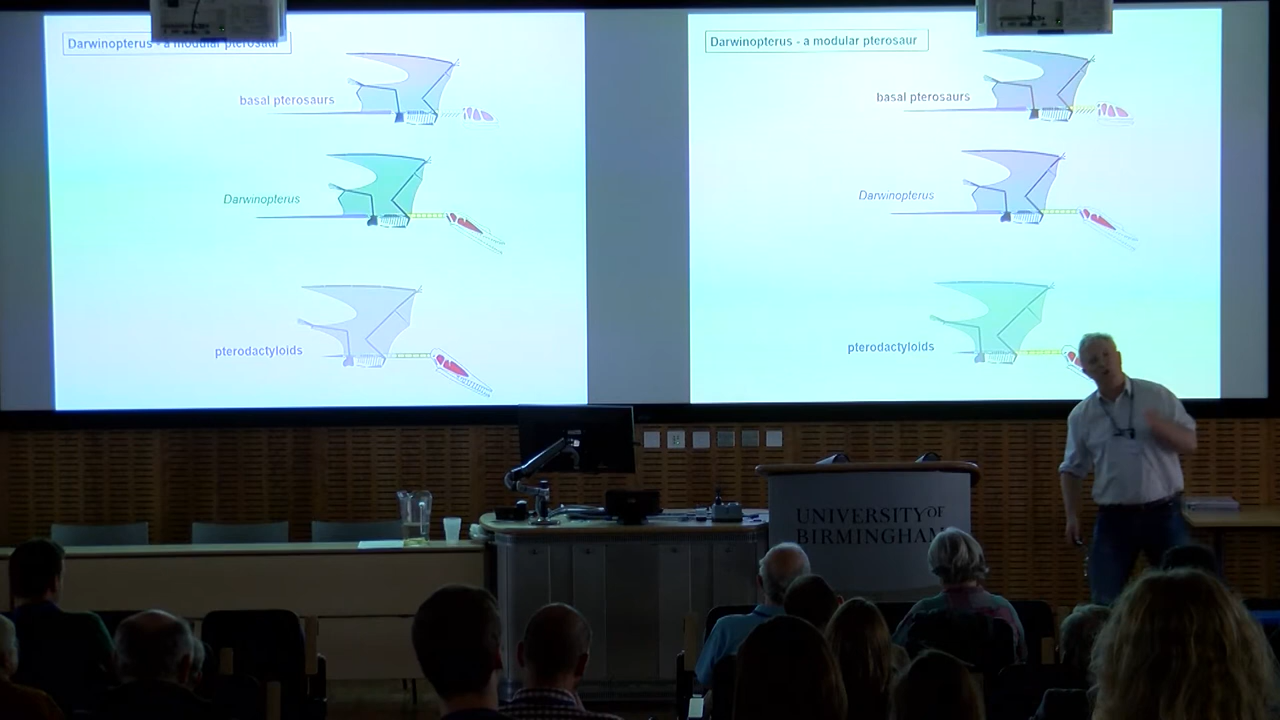 Darwinopterus - a modular pterosaur
basal pterosaurs
Darwinopterus
pterodactyloids
Darwinopterus - a modular pterosaur
basal pterosaurs
Darwinopterus
pterodactyloids
UNIVERSITY OF
BIRMINGHAM